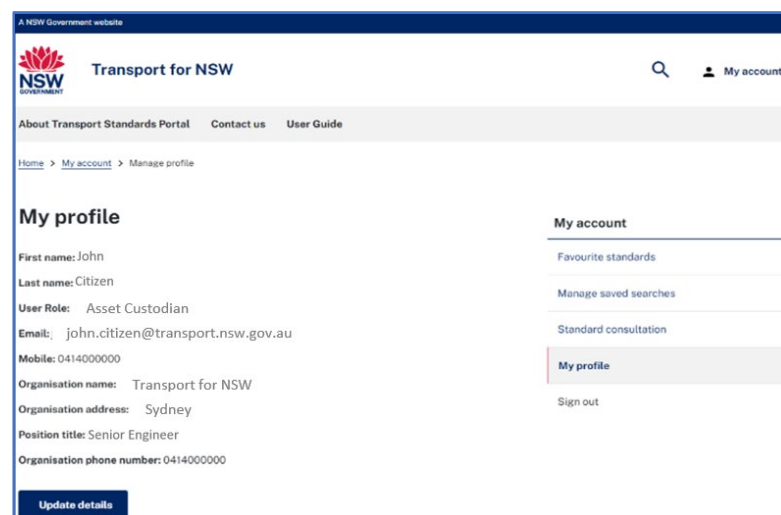 A NSW Government website
NSW
GOVERNMENT
Transport for NSW
My account
About Transport Standards Portal Contact us User Guide
Home > My account > Manage profile
My profile
First name: John
Last name: Citizen
User Role: Asset Custodian
Email: john.citizen@transport.nsw.gov.au
Mobile: 0414000000
Organisation name: Transport for NSW
Organisation address: Sydney
Position title: Senior Engineer
Organisation phone number: 0414000000
Update details
My account
Favourite standards
Manage saved searches
Standard consultation
My profile
Sign out